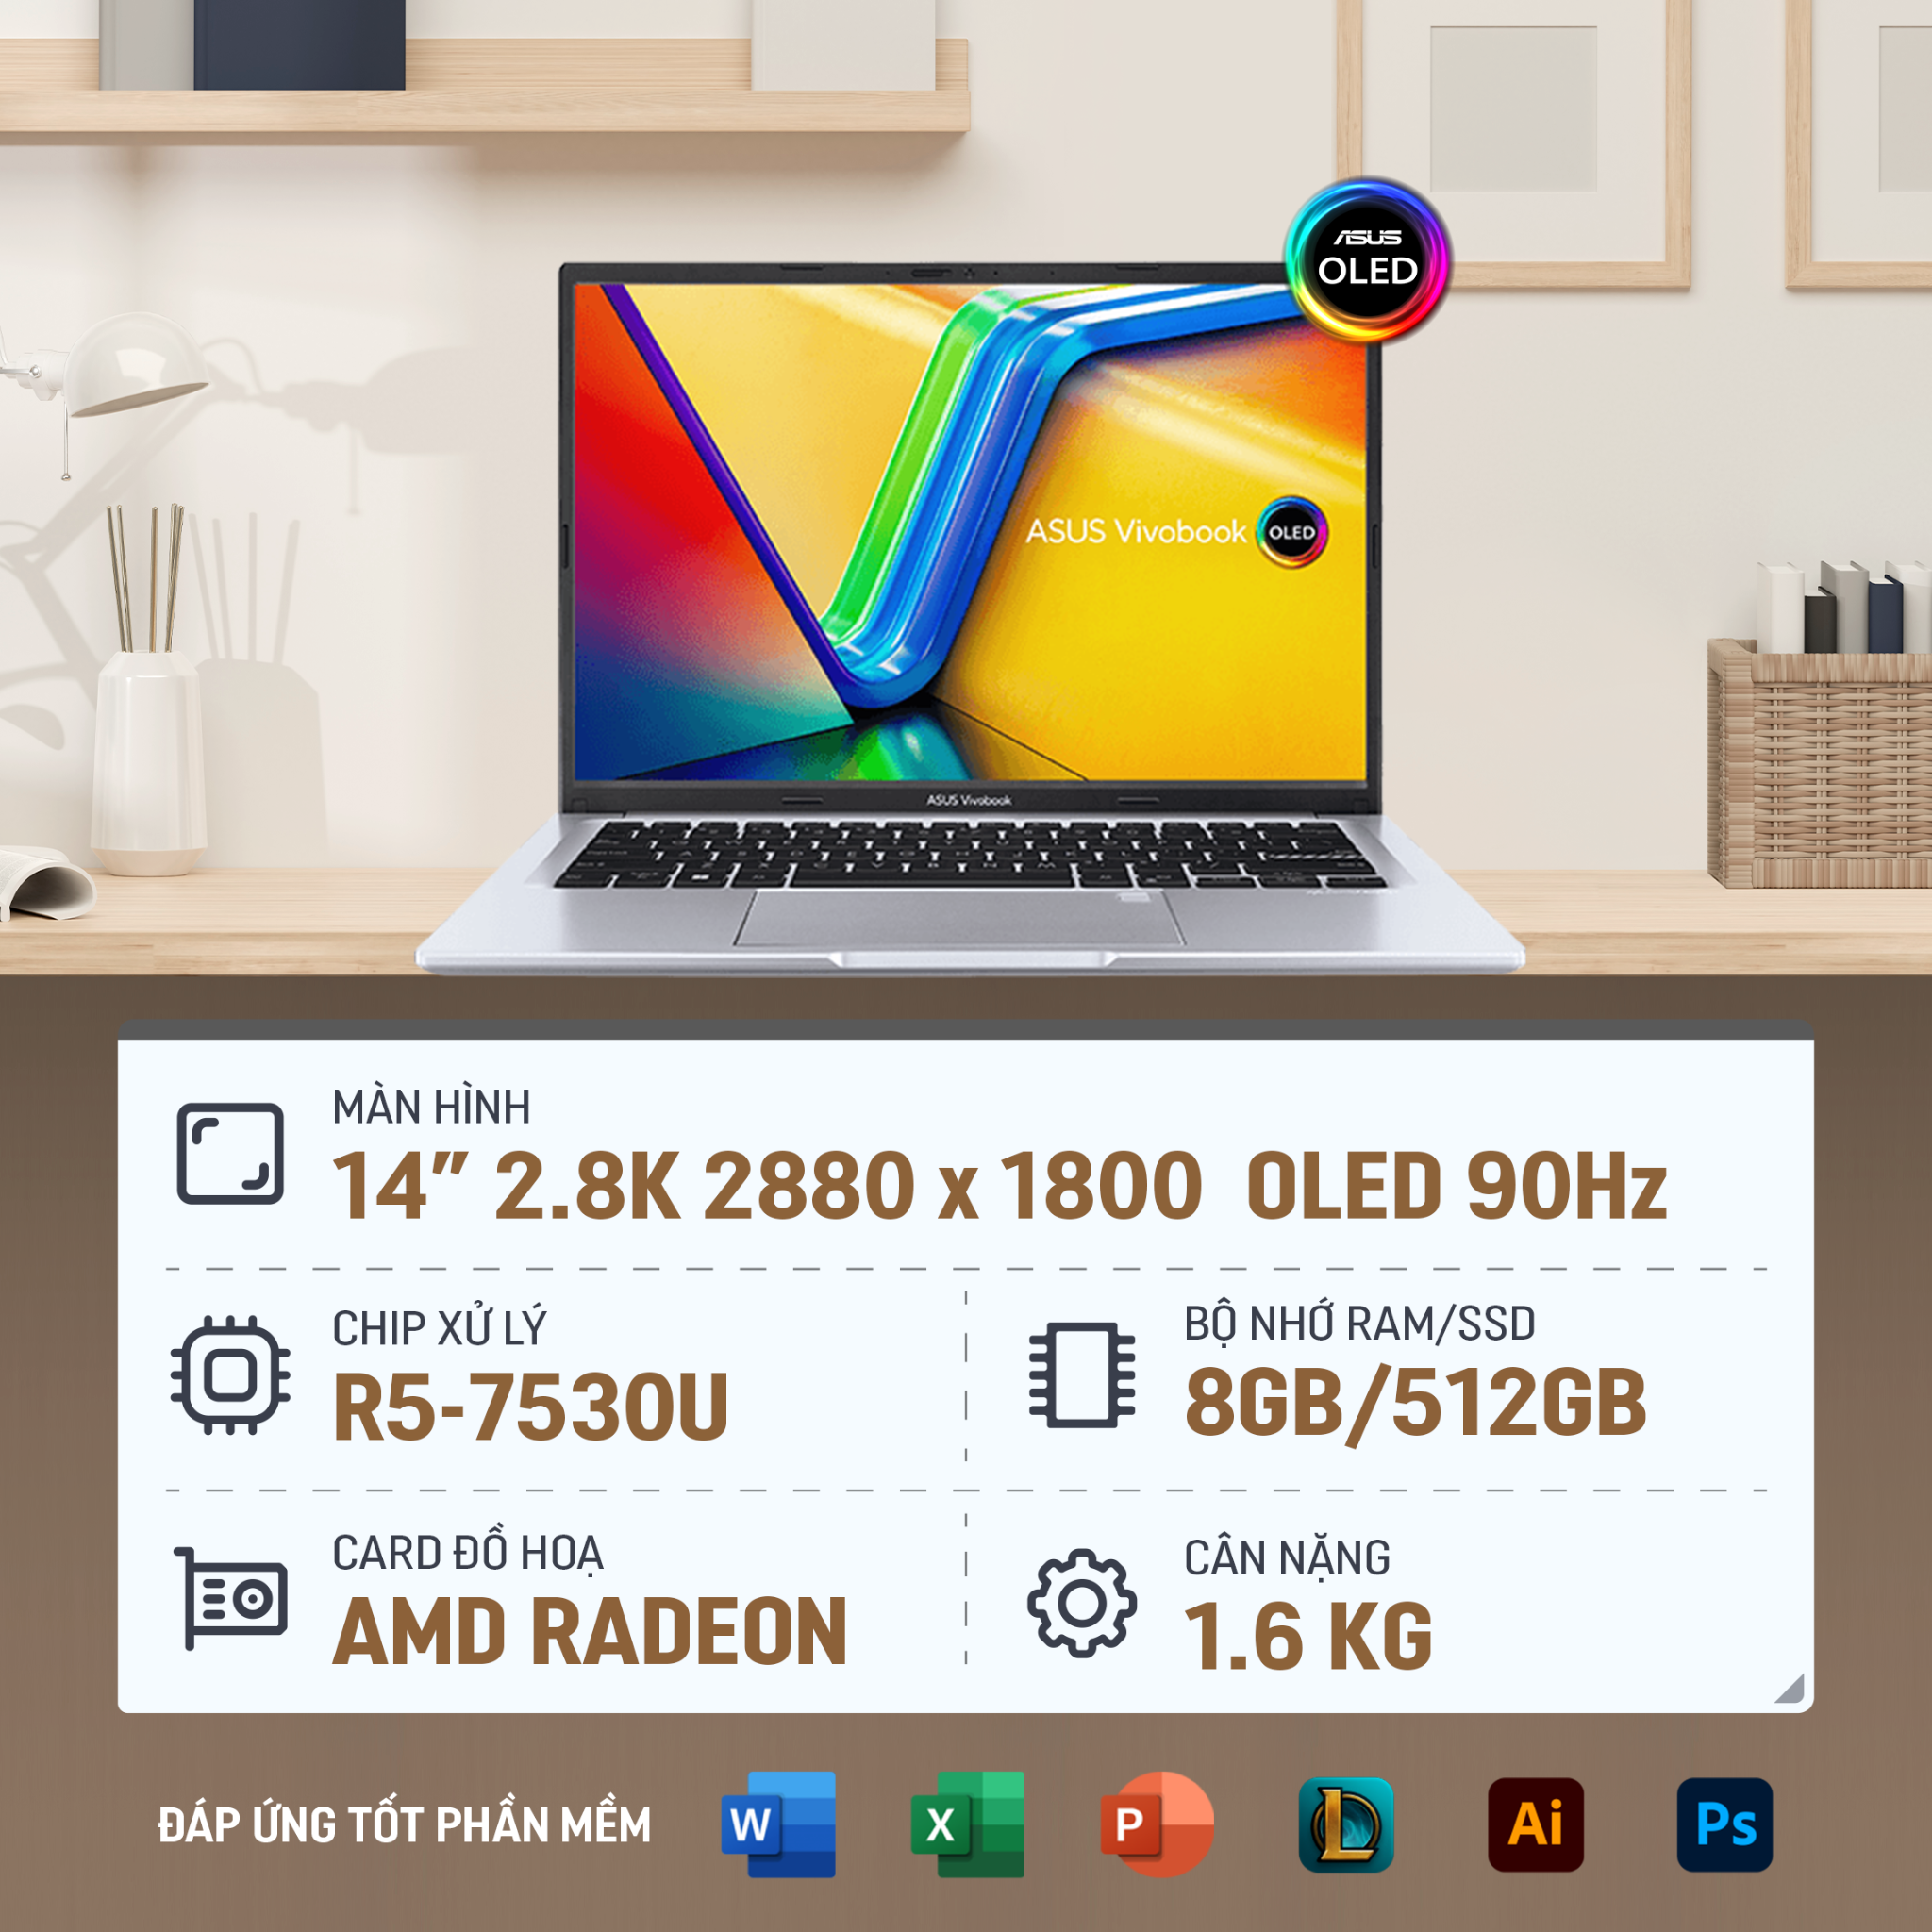 ASUS
OLED
ASUS Vivobook OLED
ASUS Vivobook
MÀN HÌNH
14” 2.8K 2880 x 1800 OLED 90Hz
CHIP XỬ LÝ
R5-7530U
BỘ NHỚ RAM/SSD
8GB/512GB
CARD ĐỒ HOẠ
AMD RADEON
CÂN NẶNG
1.6 KG
ĐÁP ỨNG TỐT PHẦN MỀM
W X P L Ai Ps